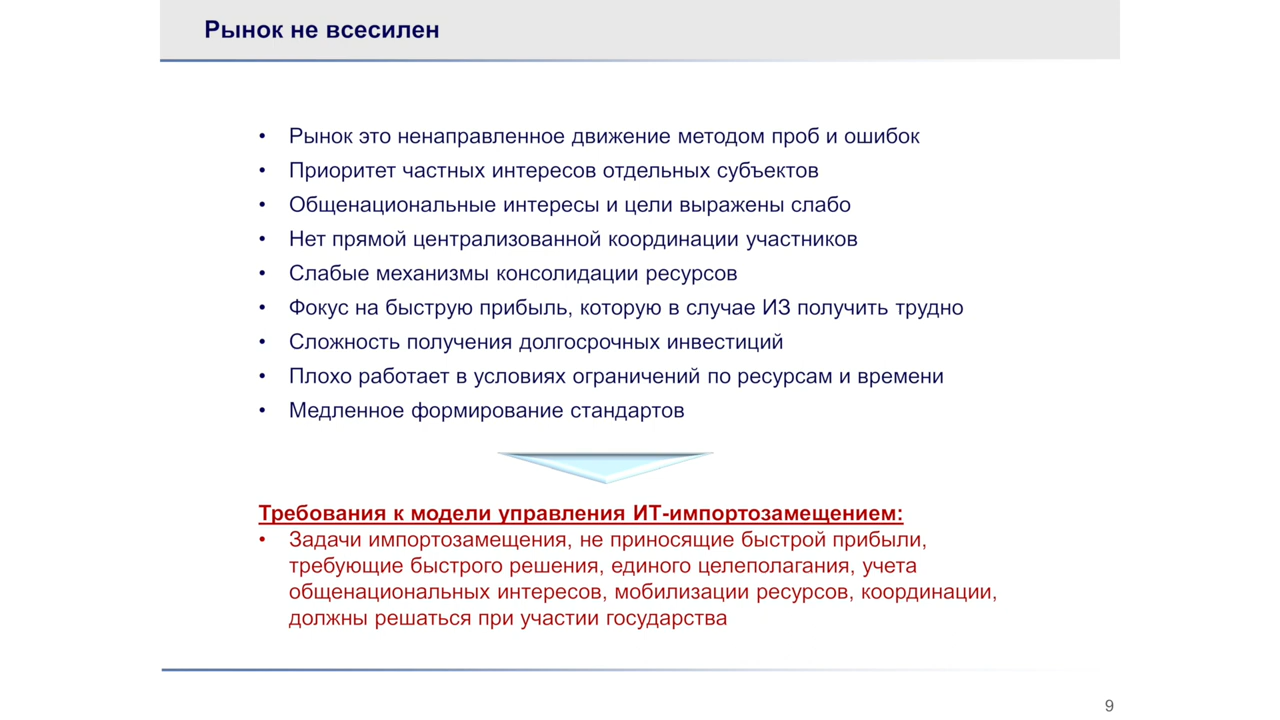 Рынок не всесилен
• Рынок это ненаправленное движение методом проб и ошибок
• Приоритет частных интересов отдельных субъектов
• Общенациональные интересы и цели выражены слабо
• Нет прямой централизованной координации участников
• Слабые механизмы консолидации ресурсов
• Фокус на быструю прибыль, которую в случае ИЗ получить трудно
• Сложность получения долгосрочных инвестиций
• Плохо работает в условиях ограничений по ресурсам и времени
• Медленное формирование стандартов
Требования к модели управления ИТ-импортозамещением:
• Задачи импортозамещения, не приносящие быстрой прибыли,
требующие быстрого решения, единого целеполагания, учета
общенациональных интересов, мобилизации ресурсов, координации,
должны решаться при участии государства
9